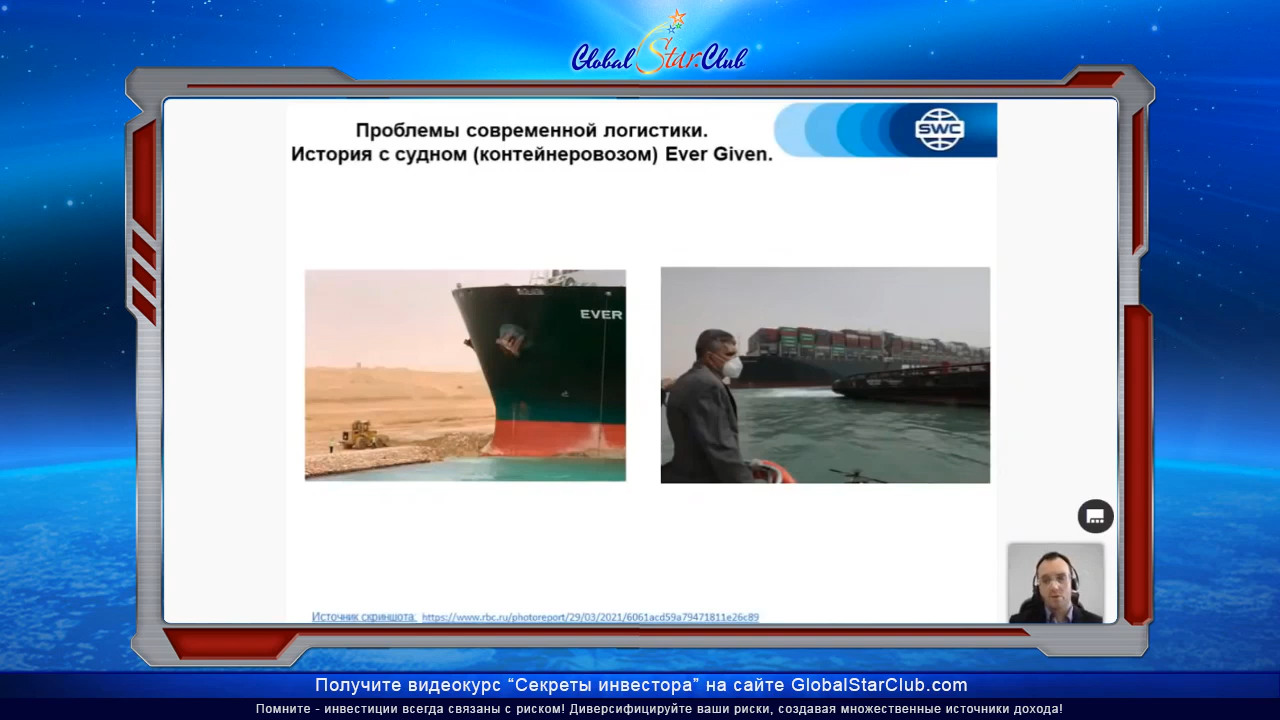 Global Star Club
Проблемы современной логистики.
История с судном (контейнеровозом) Ever Given.
SWC
EVER
Источник скриншота: https://www.rbc.ru/photoreport/29/03/2021/6061acd59a79471811e26c89
Получите видеокурс “Секреты инвестора” на сайте GlobalStarClub.com
Помните - инвестиции всегда связаны с риском! Диверсифицируйте ваши риски, создавая множественные источники дохода!